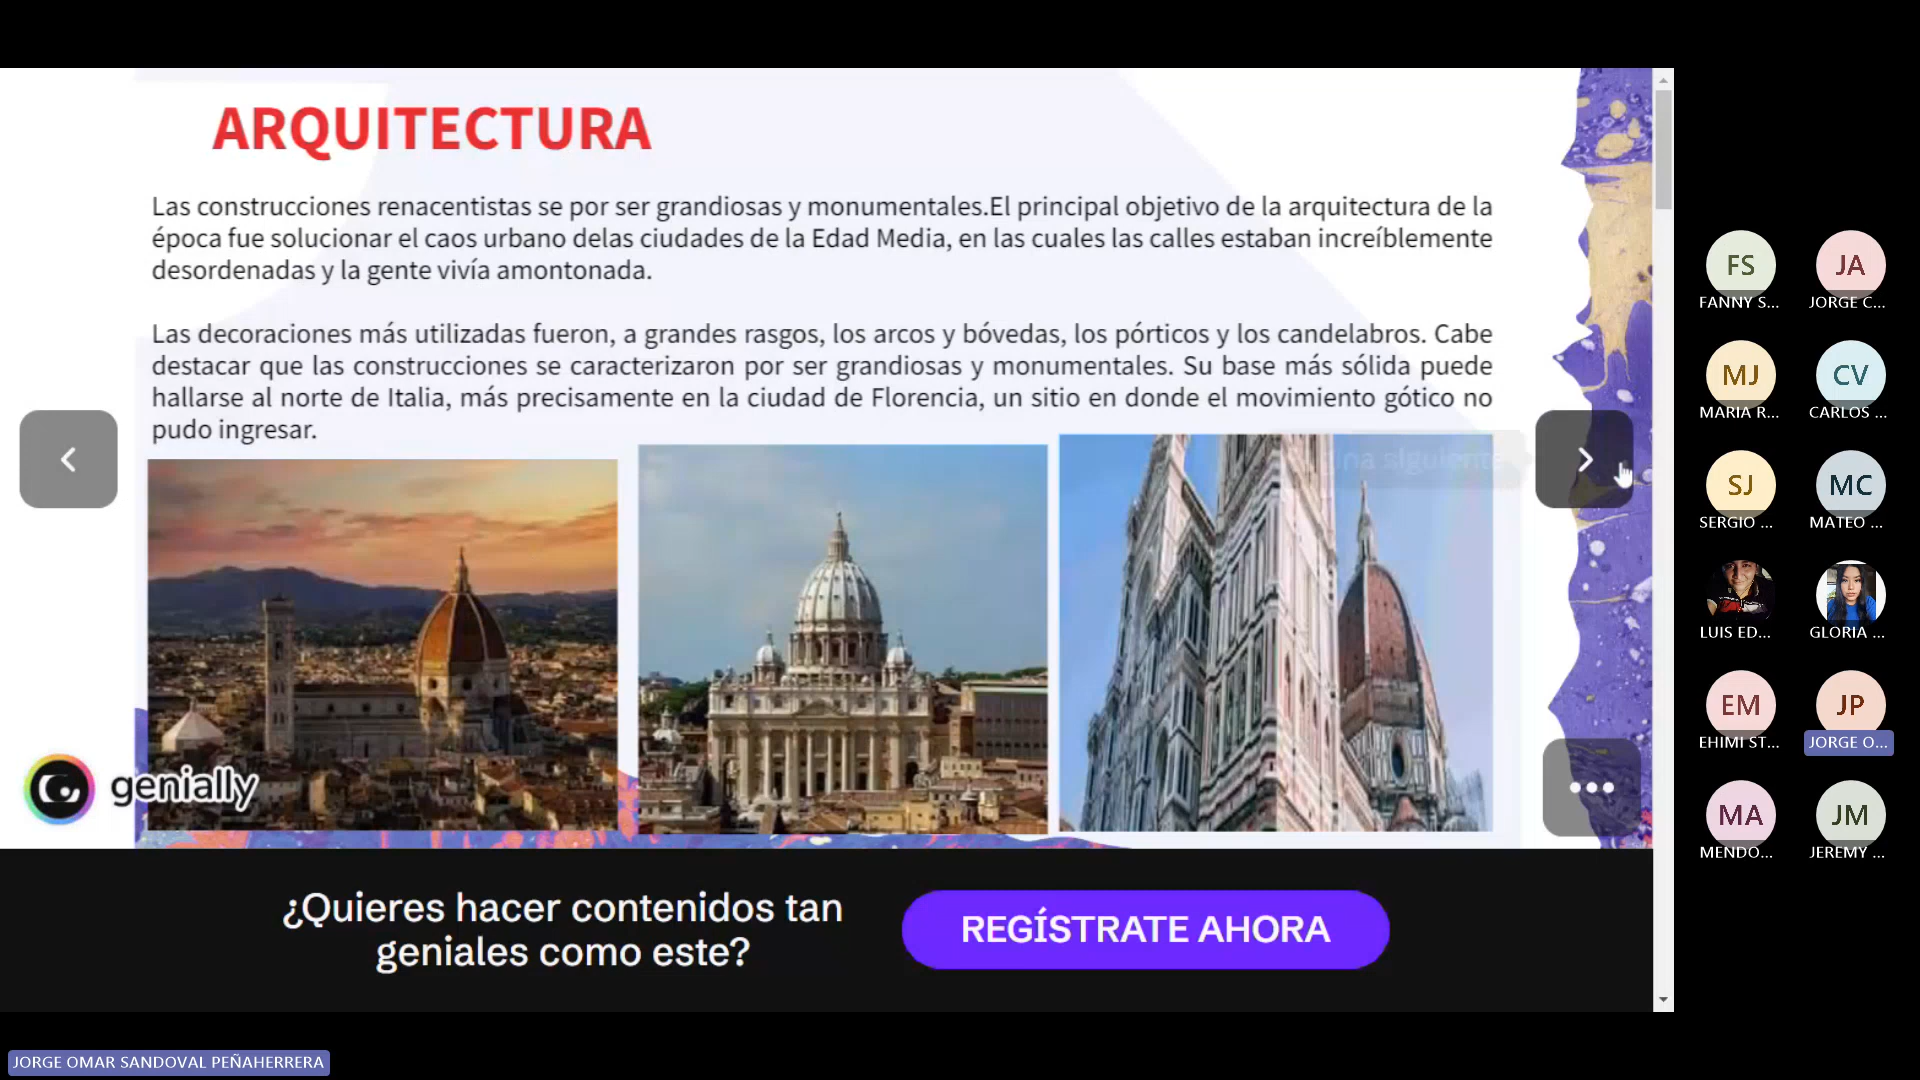 ARQUITECTURA
Las construcciones renacentistas se por ser grandiosas y monumentales.El principal objetivo de la arquitectura de la
época fue solucionar el caos urbano delas ciudades de la Edad Media, en las cuales las calles estaban increíblemente
desordenadas y la gente vivía amontonada.
Las decoraciones más utilizadas fueron, a grandes rasgos, los arcos y bóvedas, los pórticos y los candelabros. Cabe
destacar que las construcciones se caracterizaron por ser grandiosas y monumentales. Su base más sólida puede
hallarse al norte de Italia, más precisamente en la ciudad de Florencia, un sitio en donde el movimiento gótico no
pudo ingresar.
siguiente
genially
¿Quieres hacer contenidos tan
geniales como este?
REGÍSTRATE AHORA
FS
FANNY S...
JA
JORGE C...
MJ
MARIA R...
CV
CARLOS ...
SJ
SERGIO ...
MC
MATEO ...
LUIS ED...
GLORIA ...
EM
EHIMI ST...
JP
JORGE O...
MA
MENDO...
JM
JEREMY ...
JORGE OMAR SANDOVAL PEÑAHERRERA